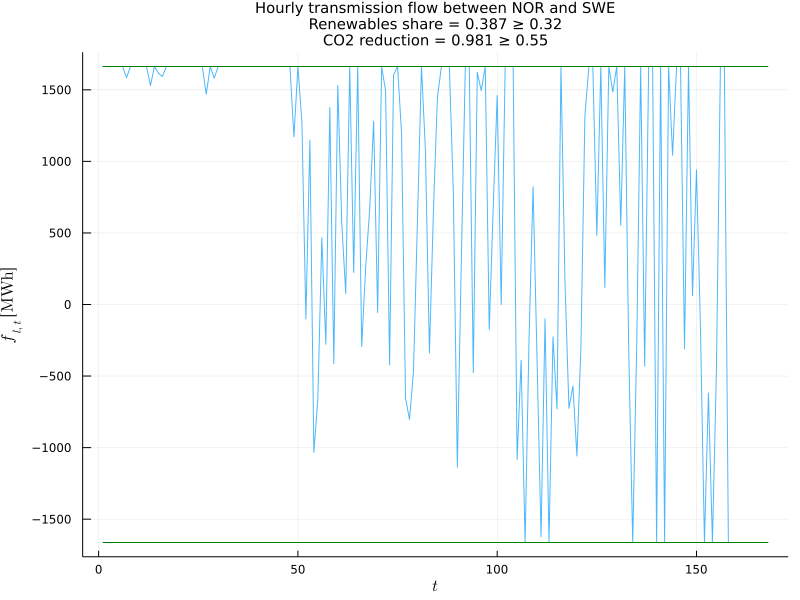 Hourly transmission flow between NOR and SWE
Renewables share = 0.387 ≥ 0.32
CO2 reduction = 0.981 ≥ 0.55
1500
1000
500
0
−500
−1000
−1500
f_{l,t} [MWh]
0 50 100 150
t